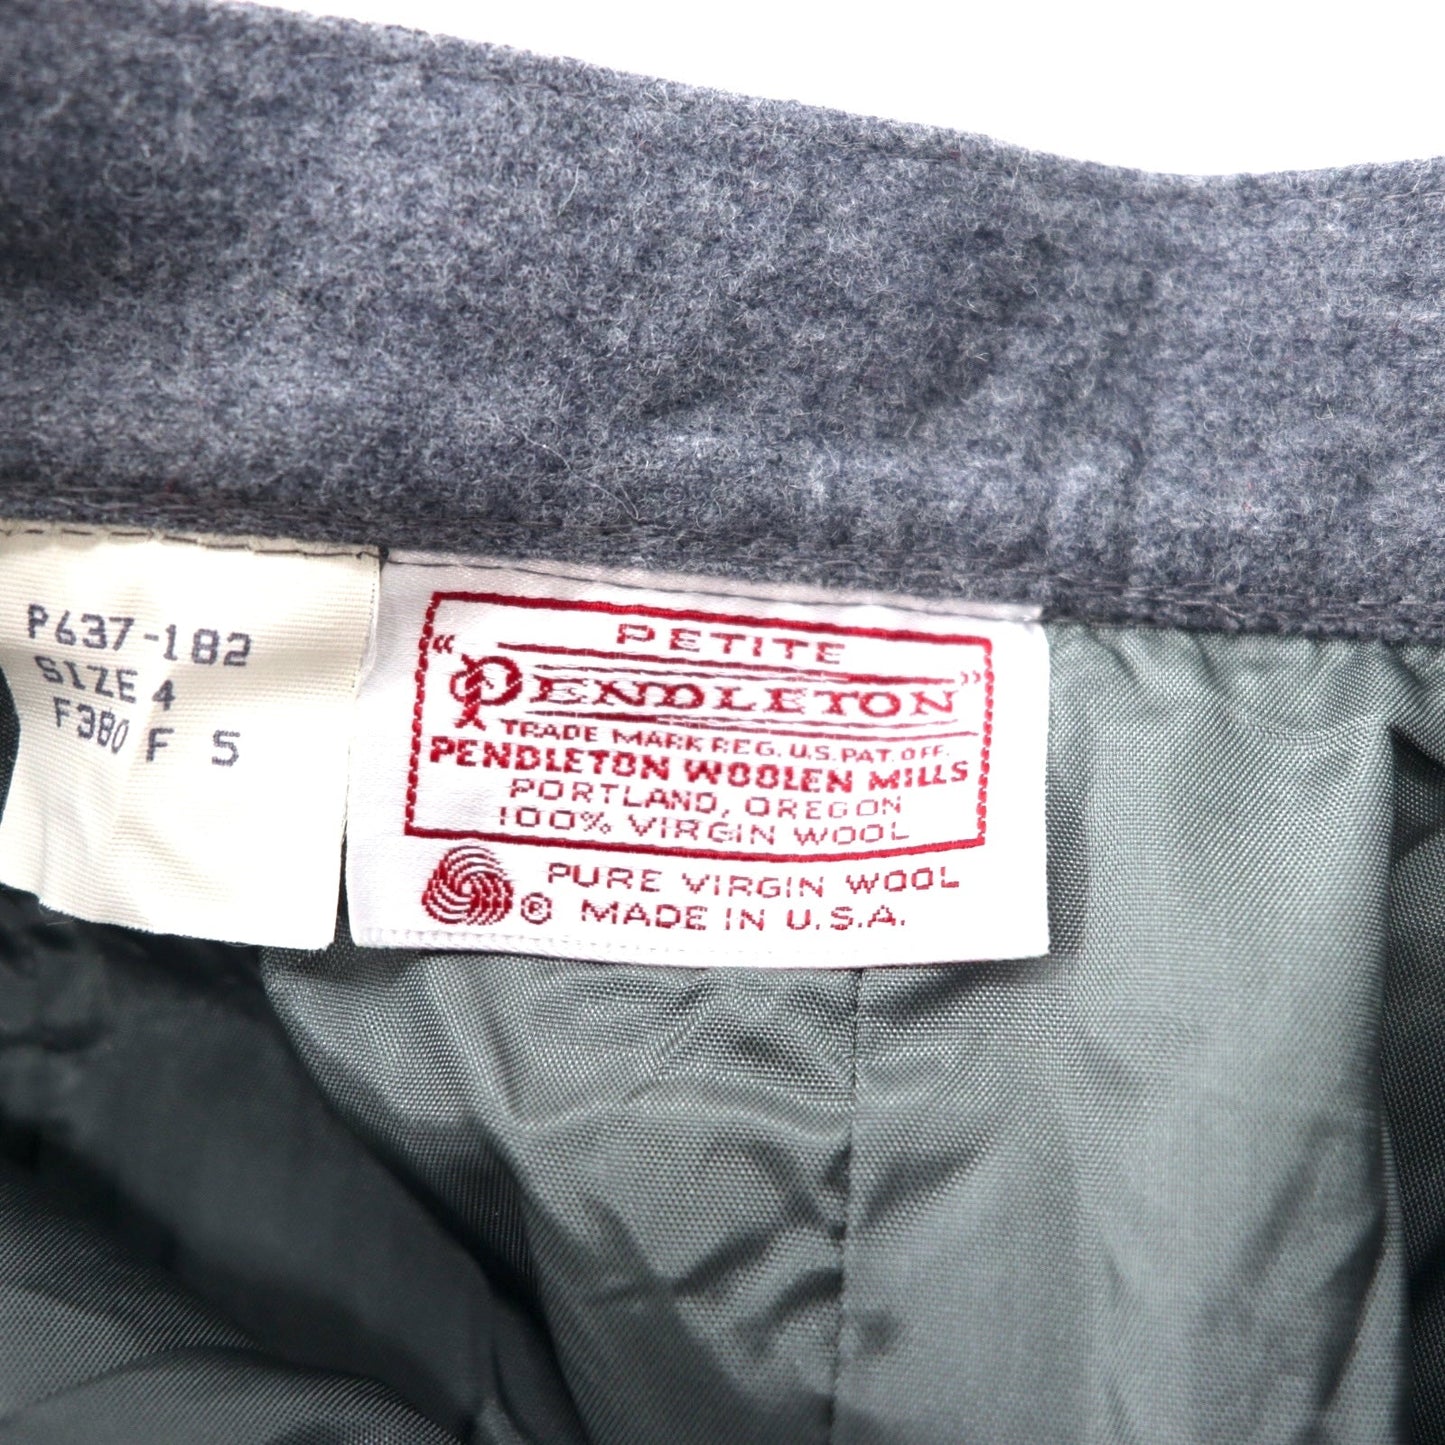 P637-182
SIZE 4
F380 F 5
PETITE
"PENDLETON"
TRADE MARK REG. U.S. PAT. OFF.
PENDLETON WOOLEN MILLS
PORTLAND, OREGON
100% VIRGIN WOOL
PURE VIRGIN WOOL
® MADE IN U.S.A.